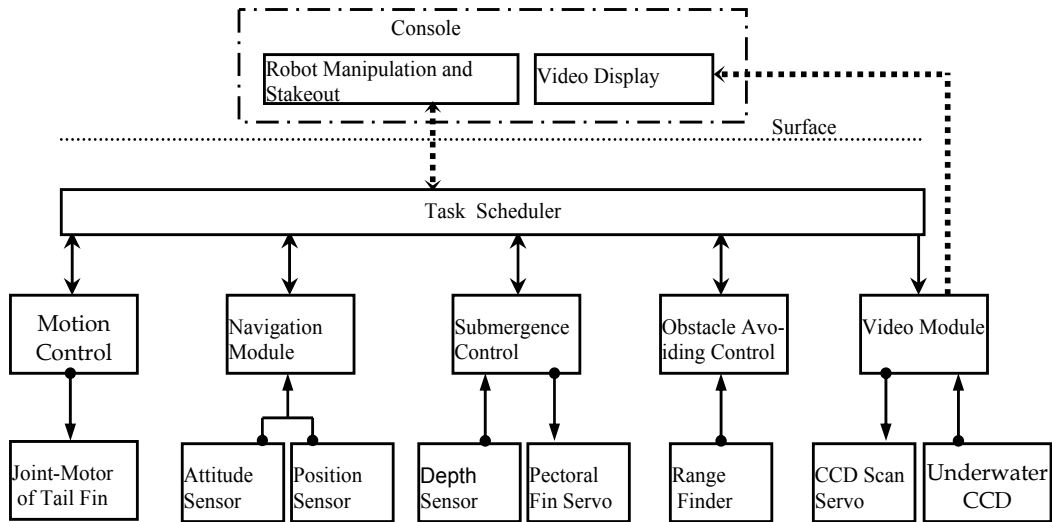 Console
Robot Manipulation and
Stakeout
Video Display
Surface
Task Scheduler
Motion
Control
Navigation
Module
Submergence
Control
Obstacle Avo-
iding Control
Video Module
Joint-Motor
of Tail Fin
Attitude
Sensor
Position
Sensor
Depth
Sensor
Pectoral
Fin Servo
Range
Finder
CCD Scan
Servo
Underwater
CCD